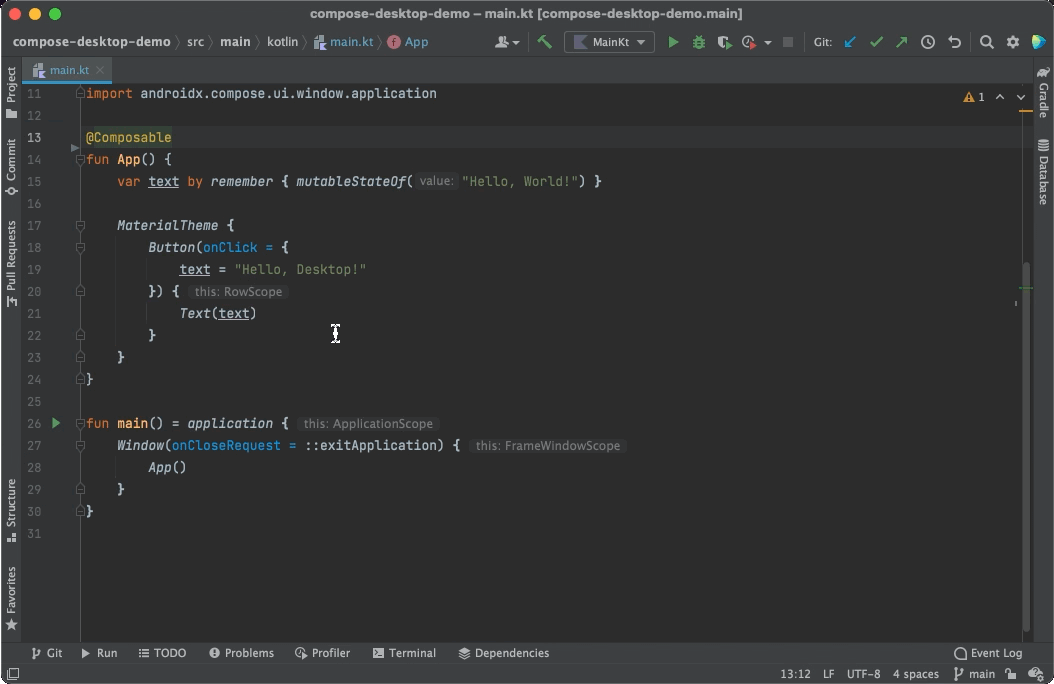 compose-desktop-demo – main.kt [compose-desktop-demo.main]
compose-desktop-demo src main kotlin main.kt f App MainKt Git:
main.kt
Project
Commit
Pull Requests
Structure
Favorites
Gradle
Database
1
11 import androidx.compose.ui.window.application
12
13 @Composable
14 fun App() {
15 var text by remember { mutableStateOf( value: "Hello, World!") }
16
17 MaterialTheme {
18 Button(onClick = {
19 text = "Hello, Desktop!"
20 }) { this: RowScope
21 Text(text)
22 }
23 }
24 }
25
26 fun main() = application { this: ApplicationScope
27 Window(onCloseRequest = ::exitApplication) { this: FrameWindowScope
28 App()
29 }
30 }
31
Git Run TODO Problems Profiler Terminal Dependencies Event Log
13:12 LF UTF-8 4 spaces main